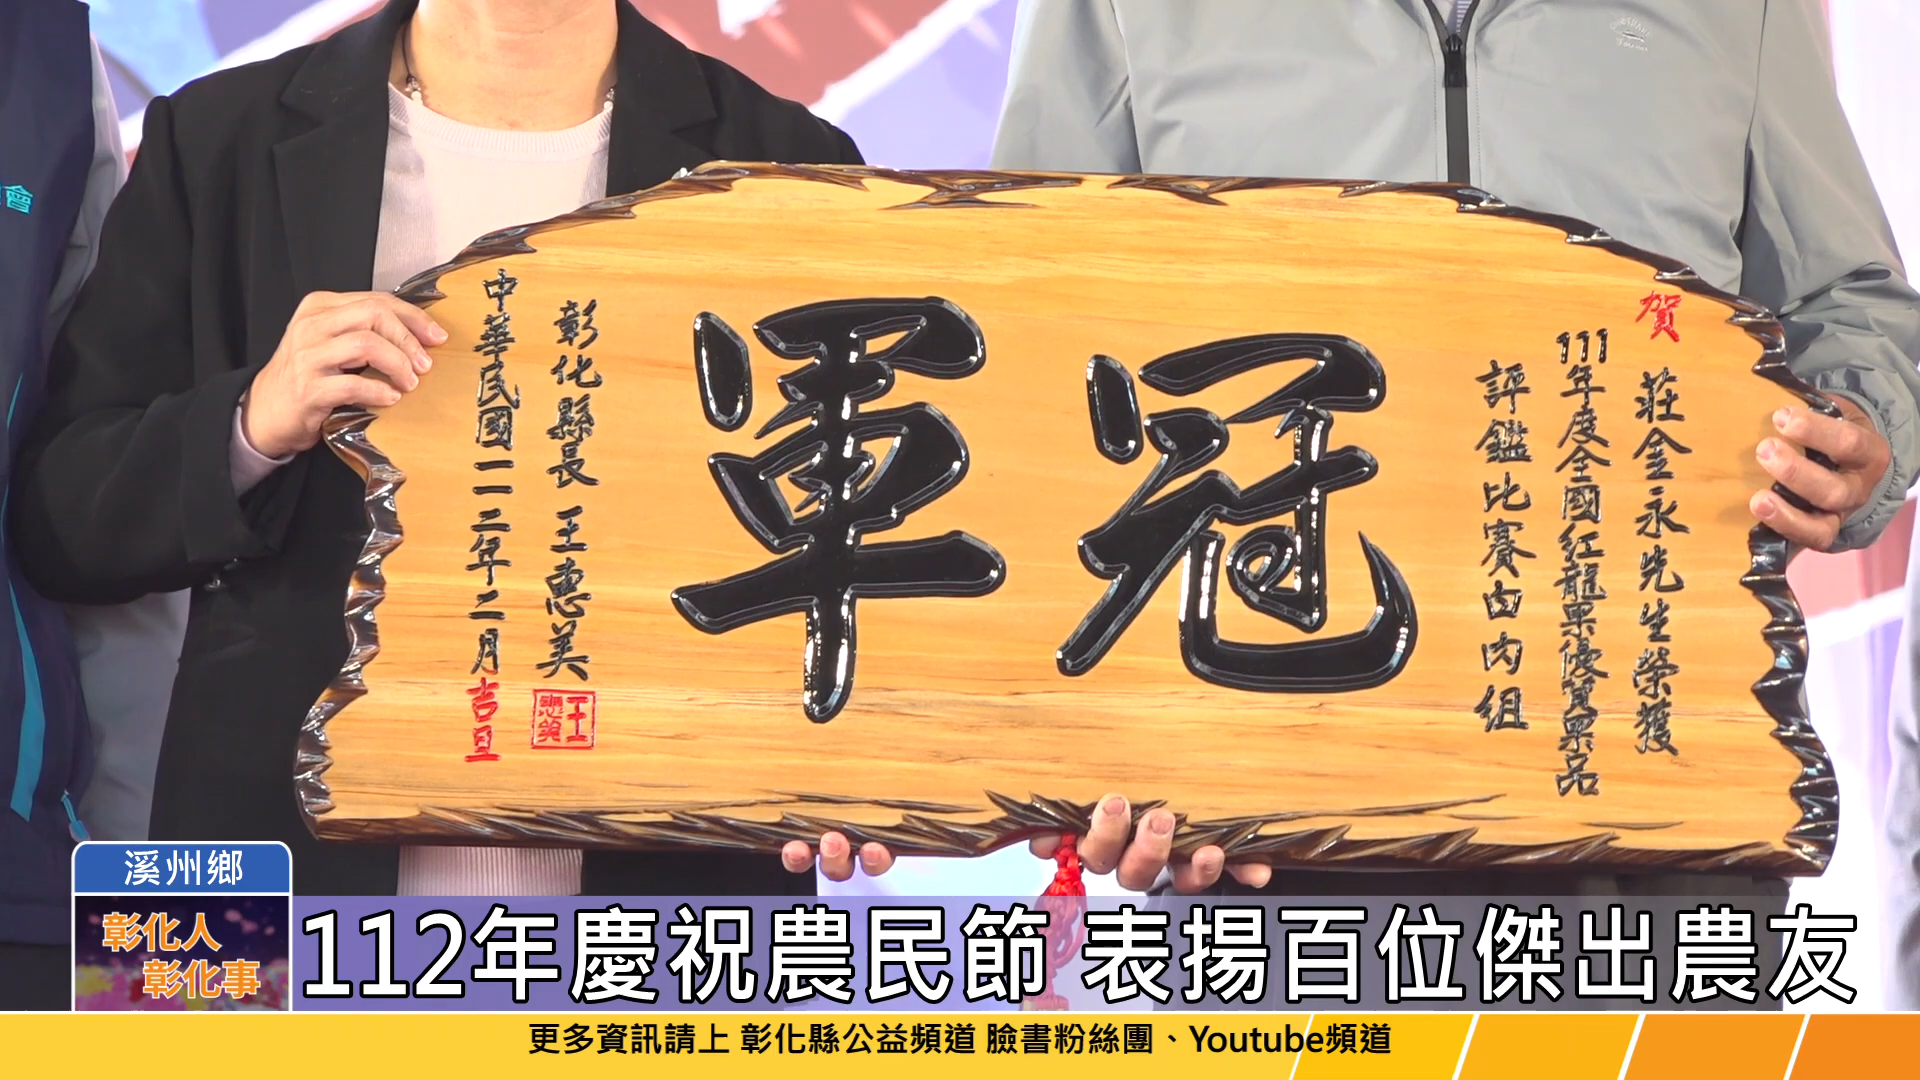 會
賀
莊金永先生榮獲
111年度全國紅龍果優質果品
評鑑比賽白肉組
冠軍
彰化縣長 王惠美
中華民國一一二年二月吉旦
王惠美
溪州鄉
彰化人
彰化事
112年慶祝農民節 表揚百位傑出農友
更多資訊請上 彰化縣公益頻道 臉書粉絲團、Youtube頻道